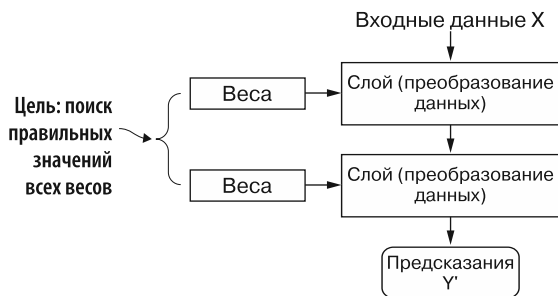 Входные данные X
Слой (преобразование
данных)
Веса
Цель: поиск
правильных
значений
всех весов
Слой (преобразование
данных)
Веса
Предсказания
Y'